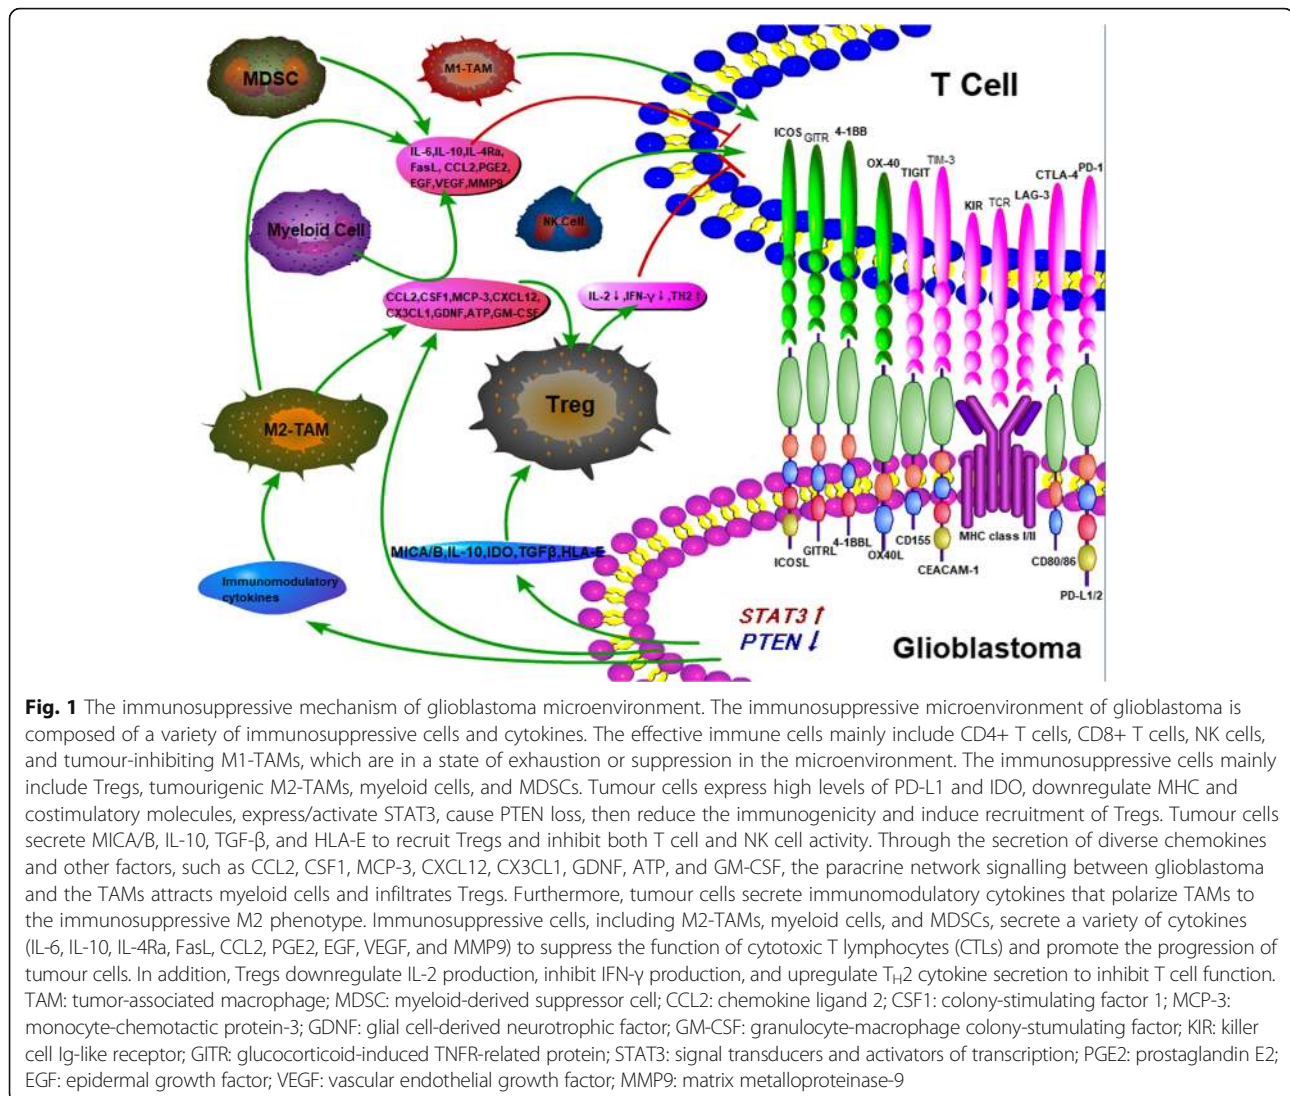 MDSC
M1-TAM
T Cell
IL-6,IL-10,IL-4Ra,
FasL, CCL2,PGE2,
EGF,VEGF,MMP9
ICOS
GITR
4-1BB
OX-40
TIGIT
TIM-3
KIR
TCR
LAG-3
CTLA-4
PD-1
Myeloid Cell
NK Cell
CCL2,CSF1,MCP-3,CXCL12,
CX3CL1,GDNF,ATP,GM-CSF
IL-2↓,IFN-γ↓,TH2↑
Treg
M2-TAM
MICA/B,IL-10,IDO,TGFβ,HLA-E
Immunomodulatory
cytokines
ICOSL
GITRL
4-1BBL
OX40L
CD155
CEACAM-1
MHC class I/II
CD80/86
PD-L1/2
STAT3↑
PTEN↓
Glioblastoma
Fig. 1 The immunosuppressive mechanism of glioblastoma microenvironment. The immunosuppressive microenvironment of glioblastoma is
composed of a variety of immunosuppressive cells and cytokines. The effective immune cells mainly include CD4+ T cells, CD8+ T cells, NK cells,
and tumour-inhibiting M1-TAMs, which are in a state of exhaustion or suppression in the microenvironment. The immunosuppressive cells mainly
include Tregs, tumourigenic M2-TAMs, myeloid cells, and MDSCs. Tumour cells express high levels of PD-L1 and IDO, downregulate MHC and
costimulatory molecules, express/activate STAT3, cause PTEN loss, then reduce the immunogenicity and induce recruitment of Tregs. Tumour cells
secrete MICA/B, IL-10, TGF-β, and HLA-E to recruit Tregs and inhibit both T cell and NK cell activity. Through the secretion of diverse chemokines
and other factors, such as CCL2, CSF1, MCP-3, CXCL12, CX3CL1, GDNF, ATP, and GM-CSF, the paracrine network signalling between glioblastoma
and the TAMs attracts myeloid cells and infiltrates Tregs. Furthermore, tumour cells secrete immunomodulatory cytokines that polarize TAMs to
the immunosuppressive M2 phenotype. Immunosuppressive cells, including M2-TAMs, myeloid cells, and MDSCs, secrete a variety of cytokines
(IL-6, IL-10, IL-4Ra, FasL, CCL2, PGE2, EGF, VEGF, and MMP9) to suppress the function of cytotoxic T lymphocytes (CTLs) and promote the progression of
tumour cells. In addition, Tregs downregulate IL-2 production, inhibit IFN-γ production, and upregulate TH2 cytokine secretion to inhibit T cell function.
TAM: tumor-associated macrophage; MDSC: myeloid-derived suppressor cell; CCL2: chemokine ligand 2; CSF1: colony-stimulating factor 1; MCP-3:
monocyte-chemotactic protein-3; GDNF: glial cell-derived neurotrophic factor; GM-CSF: granulocyte-macrophage colony-stumulating factor; KIR: killer
cell Ig-like receptor; GITR: glucocorticoid-induced TNFR-related protein; STAT3: signal transducers and activators of transcription; PGE2: prostaglandin E2;
EGF: epidermal growth factor; VEGF: vascular endothelial growth factor; MMP9: matrix metalloproteinase-9